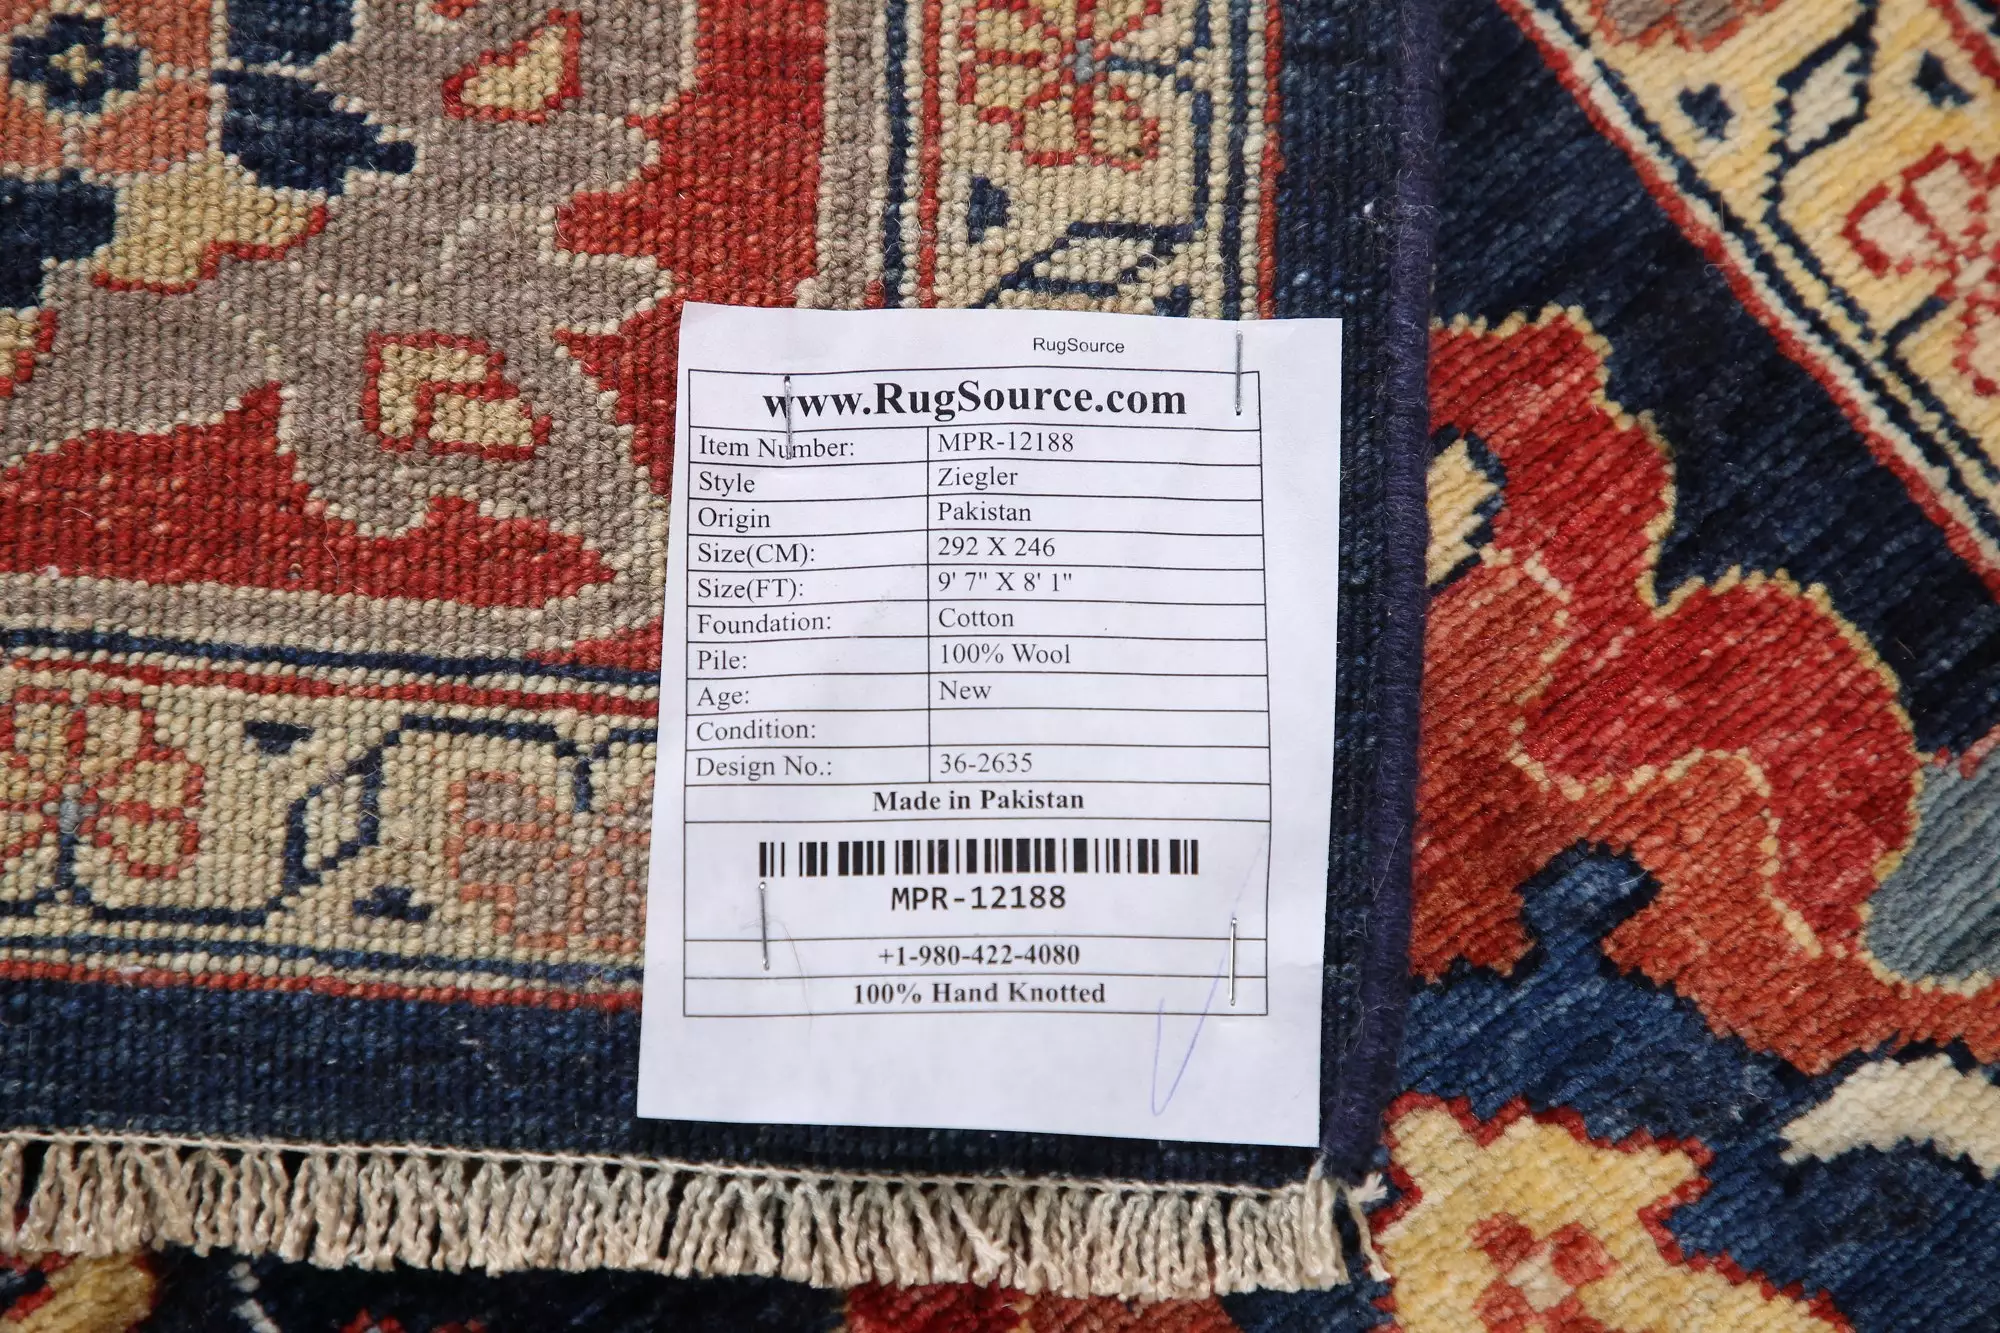 RugSource
www.RugSource.com
Item Number: MPR-12188
Style Ziegler
Origin Pakistan
Size(CM): 292 X 246
Size(FT): 9' 7" X 8' 1"
Foundation: Cotton
Pile: 100% Wool
Age: New
Condition:
Design No.: 36-2635
Made in Pakistan
MPR-12188
+1-980-422-4080
100% Hand Knotted